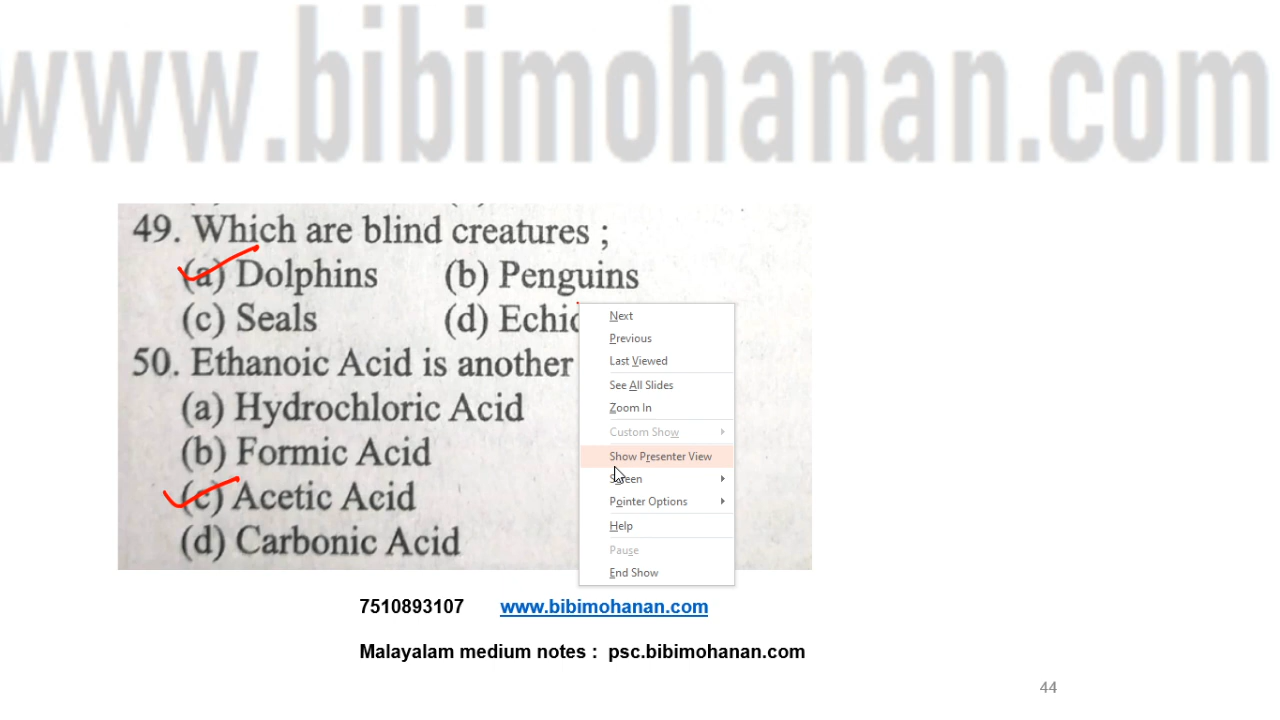 www.bibimohanan.com
49. Which are blind creatures ;
(a) Dolphins (b) Penguins
(c) Seals (d)
50. Ethanoic Acid is another
(a) Hydrochloric Acid
(b) Formic Acid
(c) Acetic Acid
(d) Carbonic Acid
Next
Previous
Last Viewed
See All Slides
Zoom In
Custom Show
Show Presenter View
Screen
Pointer Options
Help
Pause
End Show
7510893107 www.bibimohanan.com
Malayalam medium notes : psc.bibimohanan.com
44